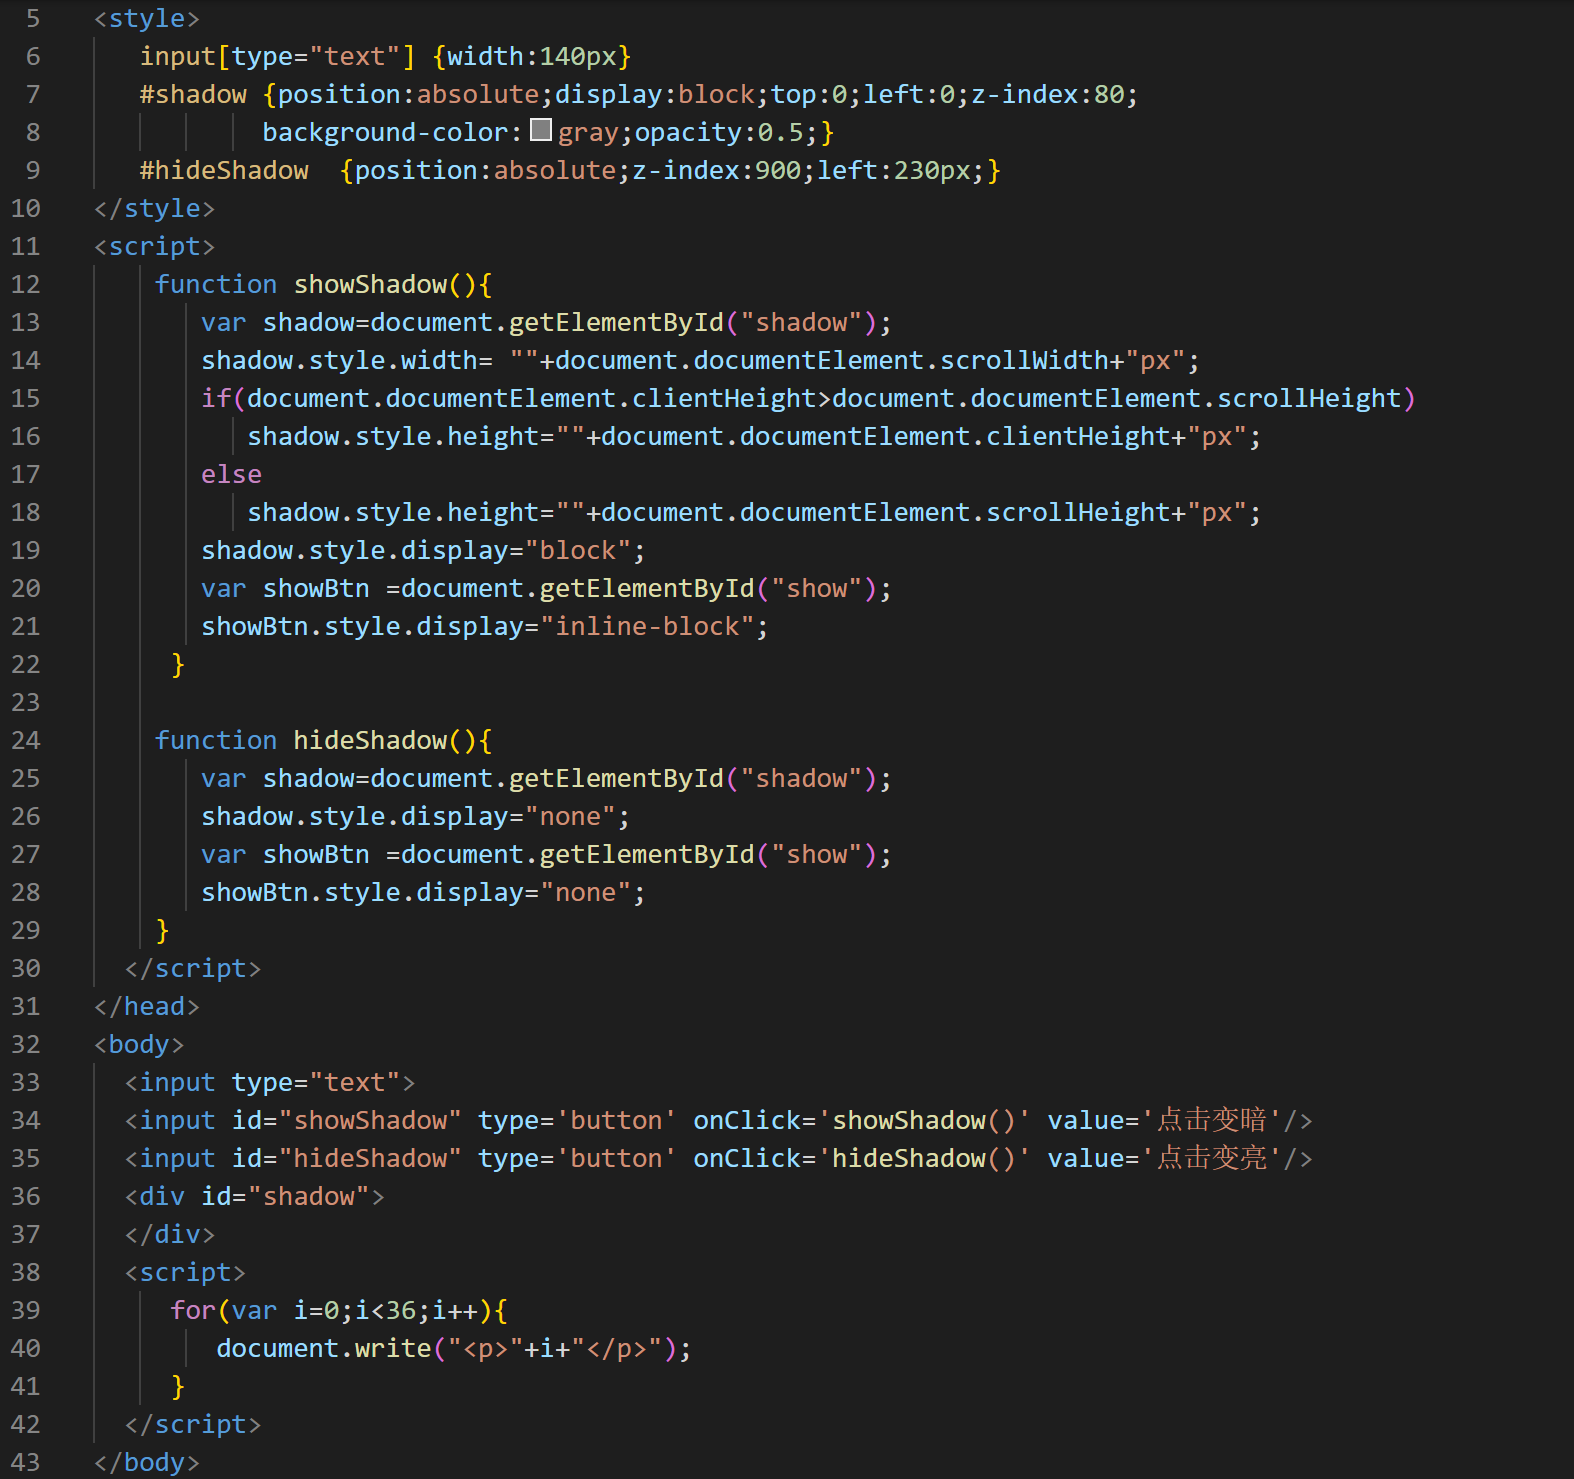 5 <style>
6 input[type="text"] {width:140px}
7 #shadow {position:absolute;display:block;top:0;left:0;z-index:80;
8 background-color:gray;opacity:0.5;}
9 #hideShadow  {position:absolute;z-index:900;left:230px;}
10 </style>
11 <script>
12 function showShadow(){
13 var shadow=document.getElementById("shadow");
14 shadow.style.width= ""+document.documentElement.scrollWidth+"px";
15 if(document.documentElement.clientHeight>document.documentElement.scrollHeight)
16 shadow.style.height=""+document.documentElement.clientHeight+"px";
17 else
18 shadow.style.height=""+document.documentElement.scrollHeight+"px";
19 shadow.style.display="block";
20 var showBtn =document.getElementById("show");
21 showBtn.style.display="inline-block";
22 }
23
24 function hideShadow(){
25 var shadow=document.getElementById("shadow");
26 shadow.style.display="none";
27 var showBtn =document.getElementById("show");
28 showBtn.style.display="none";
29 }
30 </script>
31 </head>
32 <body>
33 <input type="text">
34 <input id="showShadow" type='button' onClick='showShadow()' value='点击变暗'/>
35 <input id="hideShadow" type='button' onClick='hideShadow()' value='点击变亮'/>
36 <div id="shadow">
37 </div>
38 <script>
39 for(var i=0;i<36;i++){
40 document.write("<p>"+i+"</p>");
41 }
42 </script>
43 </body>